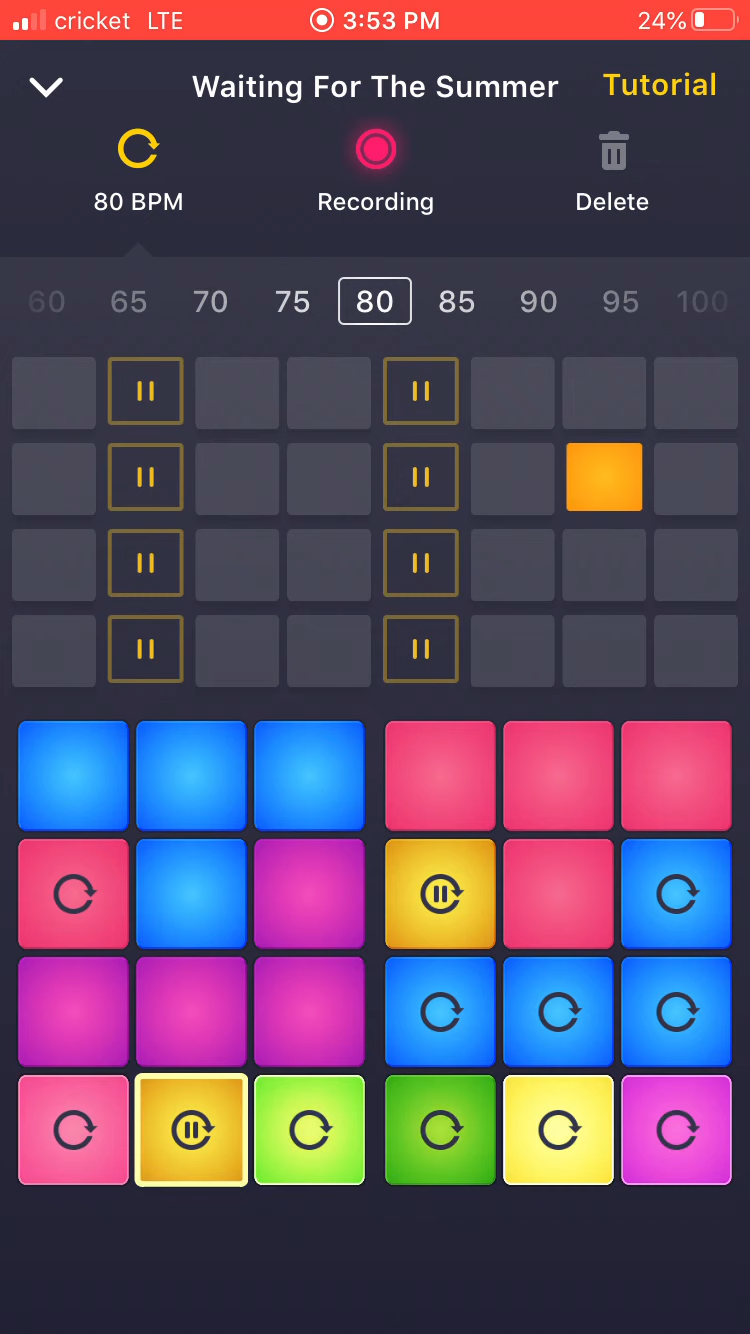 cricket LTE 3:53 PM 24%
Waiting For The Summer Tutorial
80 BPM Recording Delete
60 65 70 75 80 85 90 95 100